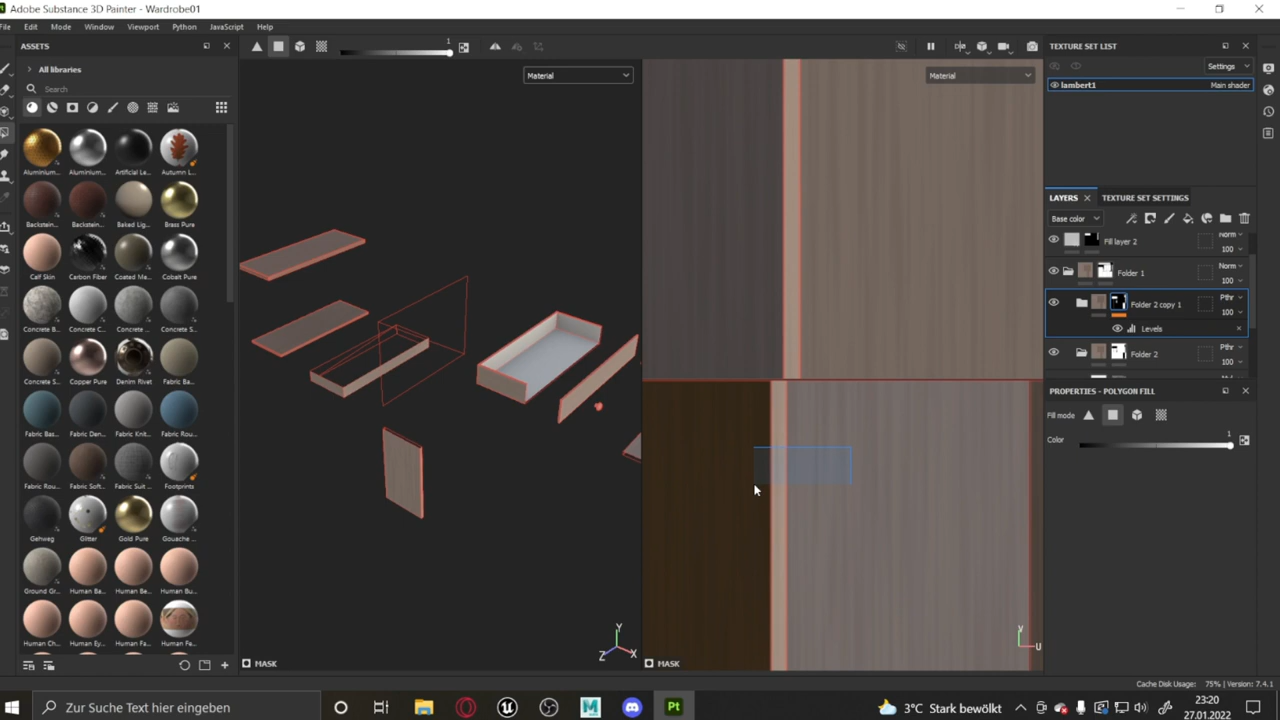 Pt Adobe Substance 3D Painter - Wardrobe01
File Edit Mode Window Viewport Python JavaScript Help
ASSETS
All libraries
Search
Aluminium... Aluminium... Artificial Le... Autumn L...
Backstein... Backstein... Baked Lig... Brass Pure
Calf Skin Carbon Fiber Coated Me... Cobalt Pure
Concrete B... Concrete C... Concrete ... Concrete S...
Concrete S... Copper Pure Denim Rivet Fabric Ba...
Fabric Bas... Fabric Den... Fabric Knit... Fabric Rou...
Fabric Rou... Fabric Soft... Fabric Suit ... Footprints
Gehweg Glitter Gold Pure Gouache ...
Ground Gr... Human Ba... Human Be... Human Bu...
Human Ch... Human Ey... Human Fa... Human Fe...
1
Material
Y
Z X
MASK
Material
V
U
MASK
TEXTURE SET LIST
Settings
lambert1 Main shader
LAYERS TEXTURE SET SETTINGS
Base color
Fill layer 2 Norm
100
Folder 1 Norm
100
Folder 2 copy 1 Pthr
100
Levels
Folder 2 Pthr
100
PROPERTIES - POLYGON FILL
Fill mode
Color 1
Cache Disk Usage: 75% | Version: 7.4.1
Zur Suche Text hier eingeben
M
Pt
3°C Stark bewölkt
23:20
27.01.2022